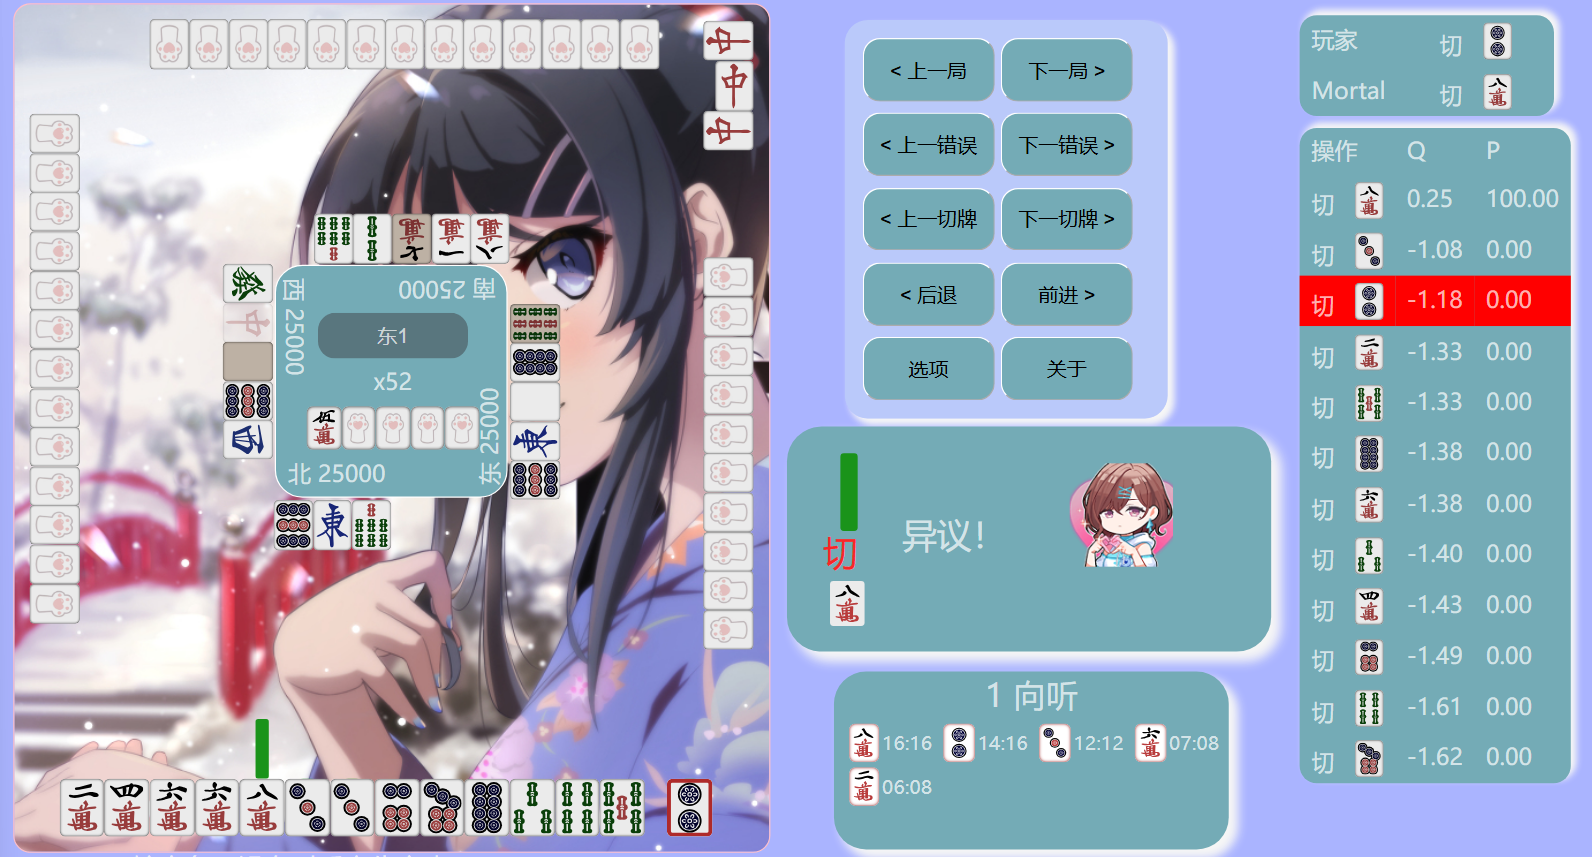 西 25000
南 25000
东1
x52
北 25000
东 25000
< 上一局
下一局 >
< 上一错误
下一错误 >
< 上一切牌
下一切牌 >
< 后退
前进 >
选项
关于
切
异议!
1 向听
16:16 14:16 12:12 07:08
06:08
玩家 切
Mortal 切
操作 Q P
切 0.25 100.00
切 -1.08 0.00
切 -1.18 0.00
切 -1.33 0.00
切 -1.33 0.00
切 -1.38 0.00
切 -1.38 0.00
切 -1.40 0.00
切 -1.43 0.00
切 -1.49 0.00
切 -1.61 0.00
切 -1.62 0.00